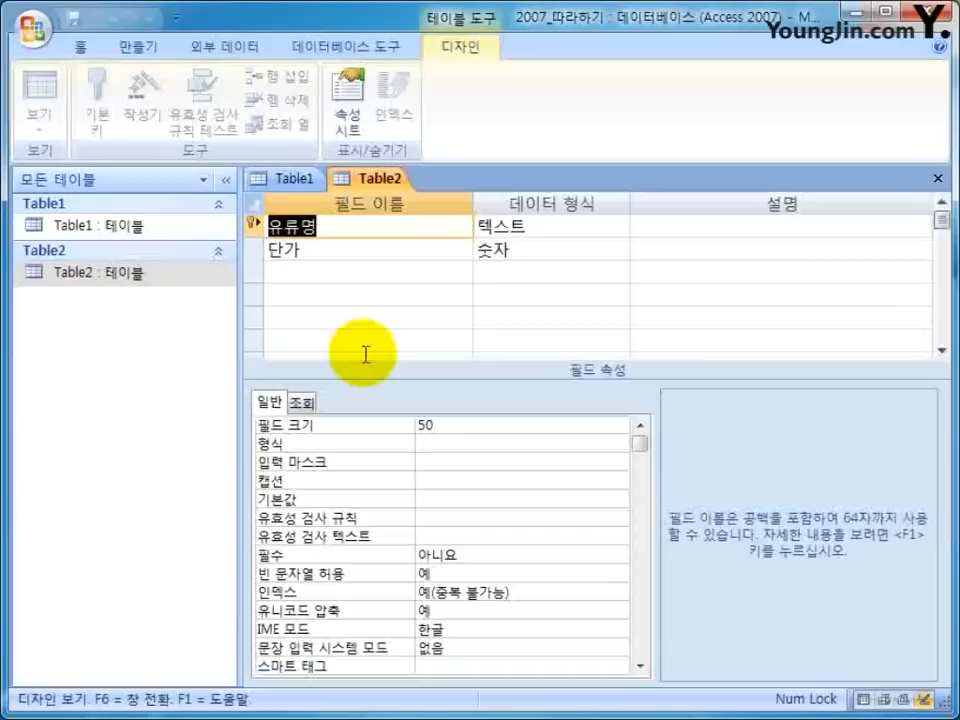 테이블 도구
2007_따라하기 : 데이터베이스 (Access 2007) - M...
YoungJin.com Y.
홈 만들기 외부 데이터 데이터베이스 도구 디자인
보기
기본 키
작성기
유효성 검사 규칙 테스트
행 삽입
행 삭제
조회 열
속성 시트
인덱스
보기 도구 표시/숨기기
모든 테이블
Table1
Table1 : 테이블
Table2
Table2 : 테이블
Table1 Table2
필드 이름 데이터 형식 설명
유류명 텍스트
단가 숫자
필드 속성
일반 조회
필드 크기 50
형식
입력 마스크
캡션
기본값
유효성 검사 규칙
유효성 검사 텍스트
필수 아니요
빈 문자열 허용 예
인덱스 예(중복 불가능)
유니코드 압축 예
IME 모드 한글
문장 입력 시스템 모드 없음
스마트 태그
필드 이름은 공백을 포함하여 64자까지 사용
할 수 있습니다. 자세한 내용을 보려면 <F1>
키를 누르십시오.
디자인 보기. F6 = 창 전환. F1 = 도움말.
Num Lock